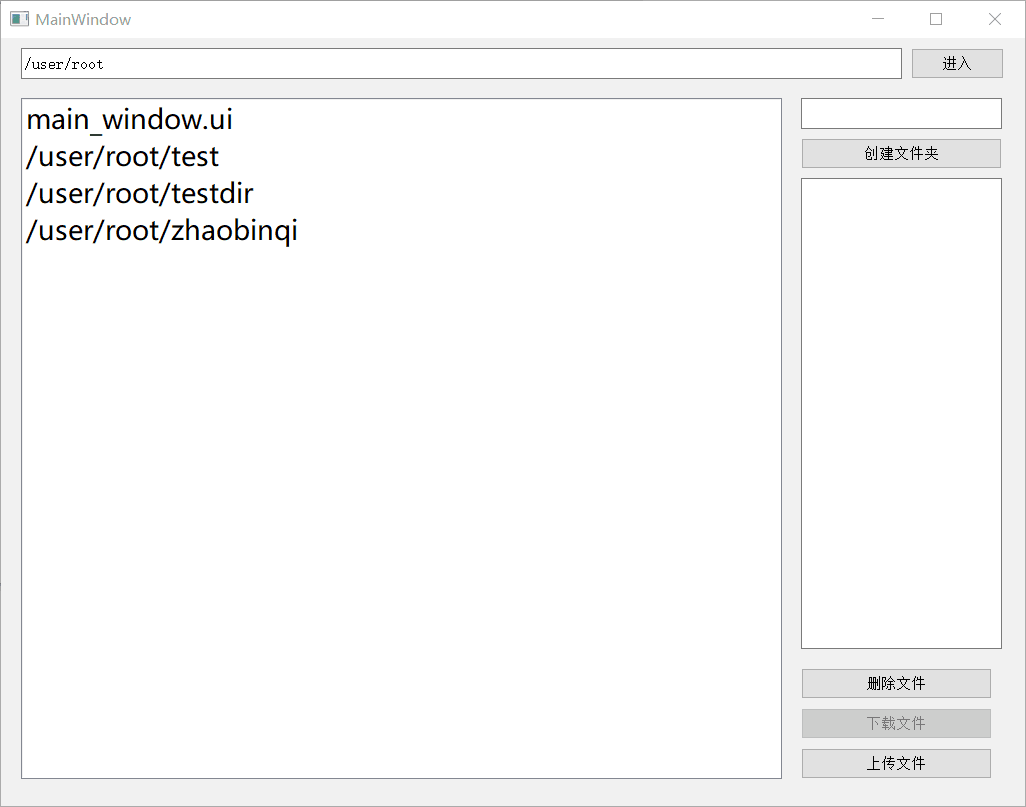 MainWindow
/user/root
进入
main_window.ui
/user/root/test
/user/root/testdir
/user/root/zhaobinqi
创建文件夹
删除文件
下载文件
上传文件